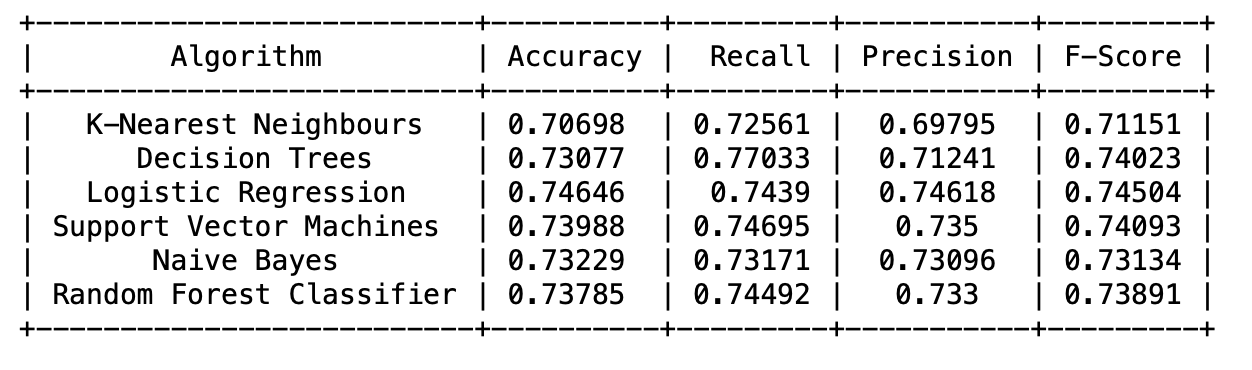 +---------------------------+----------+---------+-----------+---------+
|         Algorithm         | Accuracy |  Recall | Precision | F-Score |
+---------------------------+----------+---------+-----------+---------+
|    K-Nearest Neighbours   | 0.70698  | 0.72561 |  0.69795  | 0.71151 |
|       Decision Trees      | 0.73077  | 0.77033 |  0.71241  | 0.74023 |
|    Logistic Regression    | 0.74646  |  0.7439 |  0.74618  | 0.74504 |
|  Support Vector Machines  | 0.73988  | 0.74695 |   0.735   | 0.74093 |
|        Naive Bayes        | 0.73229  | 0.73171 |  0.73096  | 0.73134 |
|  Random Forest Classifier | 0.73785  | 0.74492 |   0.733   | 0.73891 |
+---------------------------+----------+---------+-----------+---------+